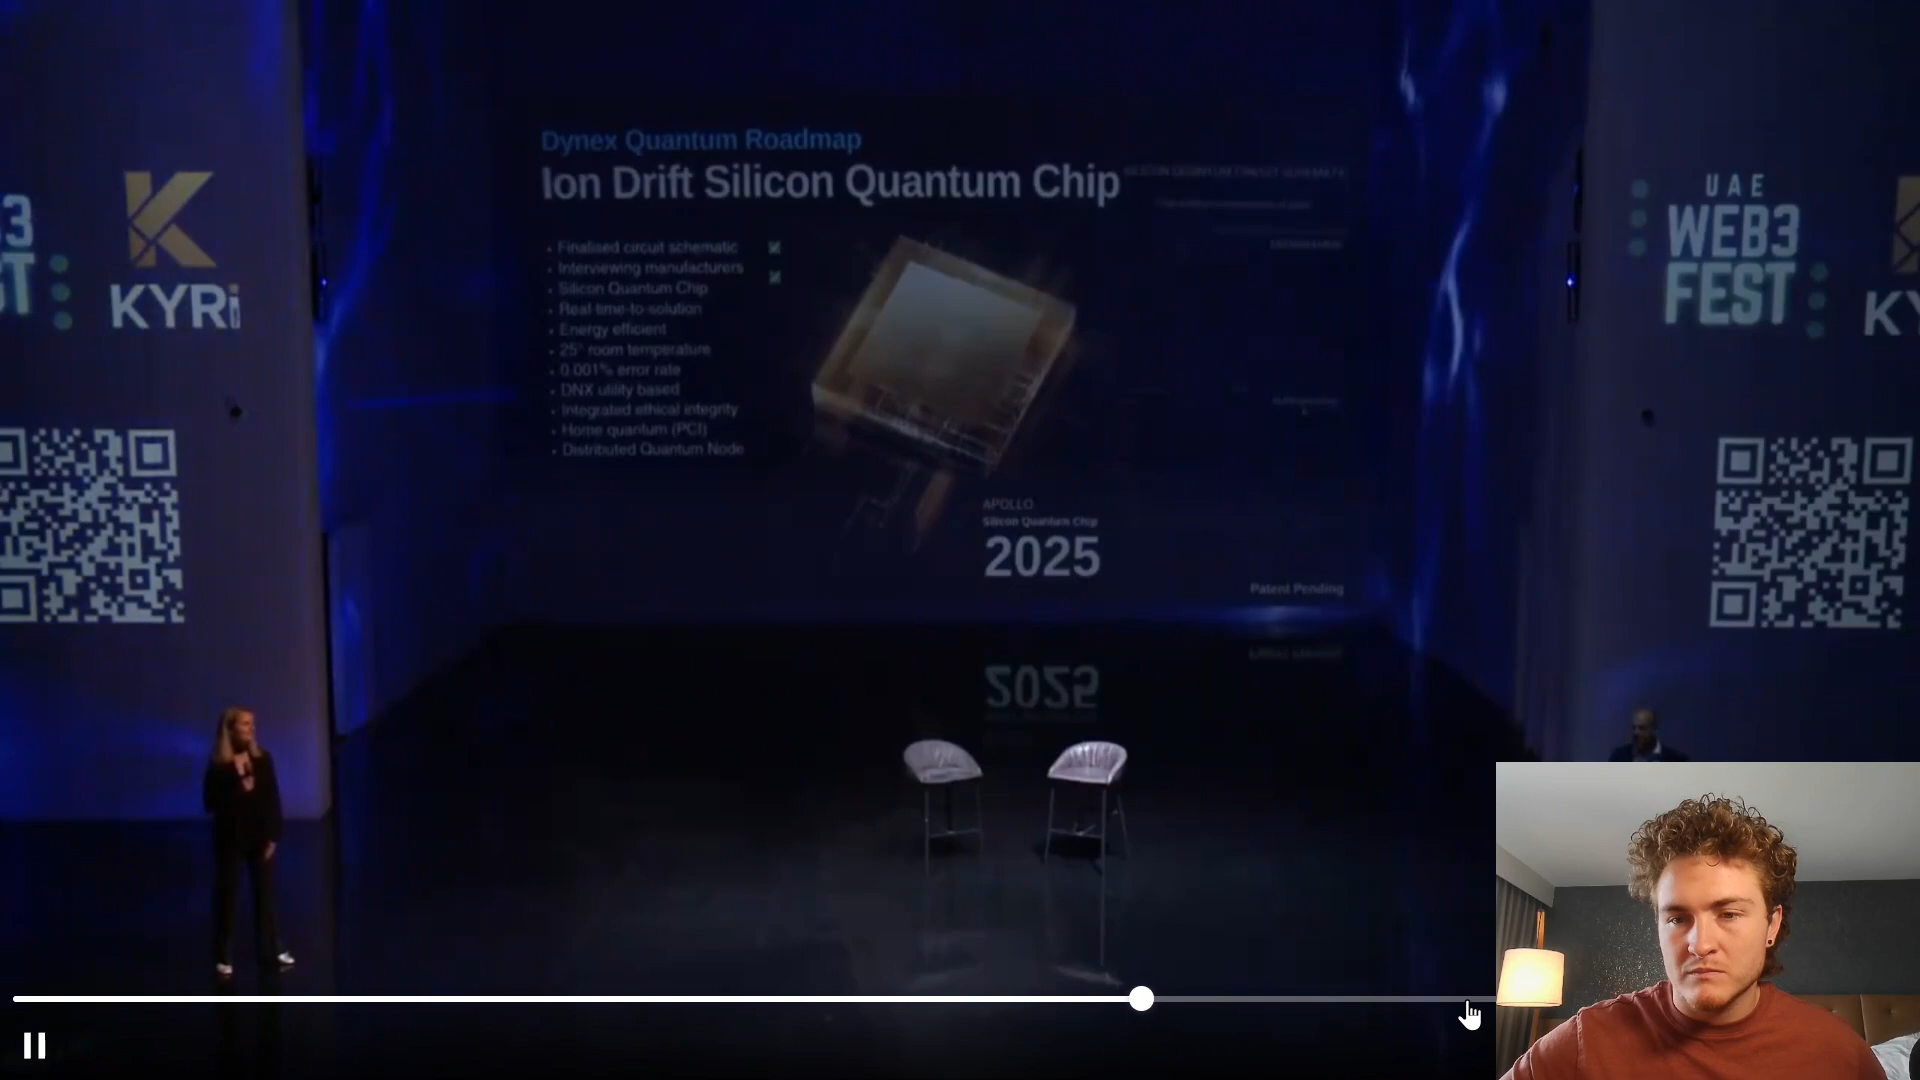 Dynex Quantum Roadmap
Ion Drift Silicon Quantum Chip
• Finalised circuit schematic
• Interviewing manufacturers
• Silicon Quantum Chip
• Real-time-to-solution
• Energy efficient
• 25° room temperature
• 0.001% error rate
• DNX utility based
• Integrated ethical integrity
• Home quantum (PCI)
• Distributed Quantum Node
APOLLO
Silicon Quantum Chip
2025
Patent Pending
KYRi
UAE
WEB3
FEST